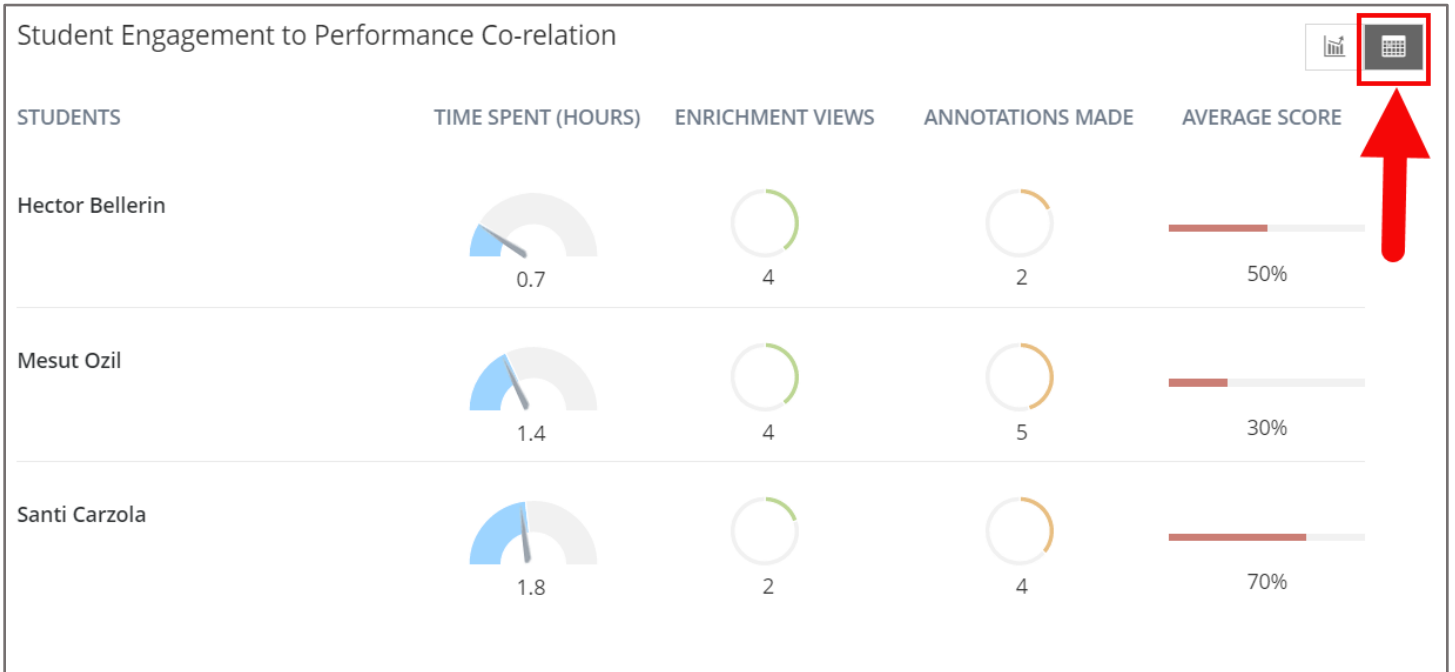 Student Engagement to Performance Co-relation
STUDENTS TIME SPENT (HOURS) ENRICHMENT VIEWS ANNOTATIONS MADE AVERAGE SCORE
Hector Bellerin
0.7 4 2 50%
Mesut Ozil
1.4 4 5 30%
Santi Carzola
1.8 2 4 70%